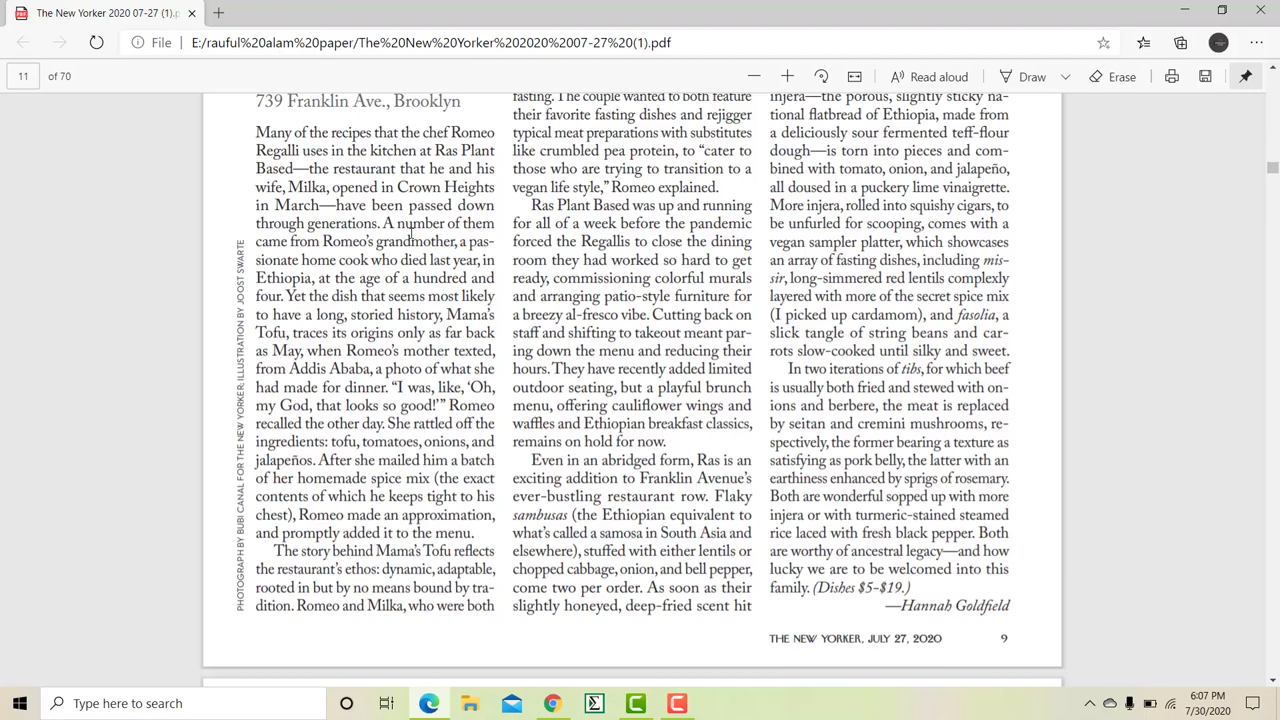 The New Yorker 2020 07-27 (1).p
File
E:/rauful%20alam%20paper/The%20New%20Yorker%202020%2007-27%20(1).pdf
11 of 70
Read aloud
Draw
Erase
739 Franklin Ave., Brooklyn
Many of the recipes that the chef Romeo
Regalli uses in the kitchen at Ras Plant
Based—the restaurant that he and his
wife, Milka, opened in Crown Heights
in March—have been passed down
through generations. A number of them
came from Romeo's grandmother, a pas-
sionate home cook who died last year, in
Ethiopia, at the age of a hundred and
four. Yet the dish that seems most likely
to have a long, storied history, Mama's
Tofu, traces its origins only as far back
as May, when Romeo's mother texted,
from Addis Ababa, a photo of what she
had made for dinner. “I was, like, ‘Oh,
my God, that looks so good!’” Romeo
recalled the other day. She rattled off the
ingredients: tofu, tomatoes, onions, and
jalapeños. After she mailed him a batch
of her homemade spice mix (the exact
contents of which he keeps tight to his
chest), Romeo made an approximation,
and promptly added it to the menu.
The story behind Mama's Tofu reflects
the restaurant's ethos: dynamic, adaptable,
rooted in but by no means bound by tra-
dition. Romeo and Milka, who were both
fasting. The couple wanted to both feature
their favorite fasting dishes and rejigger
typical meat preparations with substitutes
like crumbled pea protein, to “cater to
those who are trying to transition to a
vegan life style,” Romeo explained.
Ras Plant Based was up and running
for all of a week before the pandemic
forced the Regallis to close the dining
room they had worked so hard to get
ready, commissioning colorful murals
and arranging patio-style furniture for
a breezy al-fresco vibe. Cutting back on
staff and shifting to takeout meant par-
ing down the menu and reducing their
hours. They have recently added limited
outdoor seating, but a playful brunch
menu, offering cauliflower wings and
waffles and Ethiopian breakfast classics,
remains on hold for now.
Even in an abridged form, Ras is an
exciting addition to Franklin Avenue's
ever-bustling restaurant row. Flaky
sambusas (the Ethiopian equivalent to
what's called a samosa in South Asia and
elsewhere), stuffed with either lentils or
chopped cabbage, onion, and bell pepper,
come two per order. As soon as their
slightly honeyed, deep-fried scent hit
injera—the porous, slightly sticky na-
tional flatbread of Ethiopia, made from
a deliciously sour fermented teff-flour
dough—is torn into pieces and com-
bined with tomato, onion, and jalapeño,
all doused in a puckery lime vinaigrette.
More injera, rolled into squishy cigars, to
be unfurled for scooping, comes with a
vegan sampler platter, which showcases
an array of fasting dishes, including mis-
sir, long-simmered red lentils complexly
layered with more of the secret spice mix
(I picked up cardamom), and fasolia, a
slick tangle of string beans and car-
rots slow-cooked until silky and sweet.
In two iterations of tibs, for which beef
is usually both fried and stewed with on-
ions and berbere, the meat is replaced
by seitan and cremini mushrooms, re-
spectively, the former bearing a texture as
satisfying as pork belly, the latter with an
earthiness enhanced by sprigs of rosemary.
Both are wonderful sopped up with more
injera or with turmeric-stained steamed
rice laced with fresh black pepper. Both
are worthy of ancestral legacy—and how
lucky we are to be welcomed into this
family. (Dishes $5-$19.)
—Hannah Goldfield
PHOTOGRAPH BY BUBI CANAL FOR THE NEW YORKER; ILLUSTRATION BY JOOST SWARTE
THE NEW YORKER, JULY 27, 2020 9
Type here to search
6:07 PM
7/30/2020